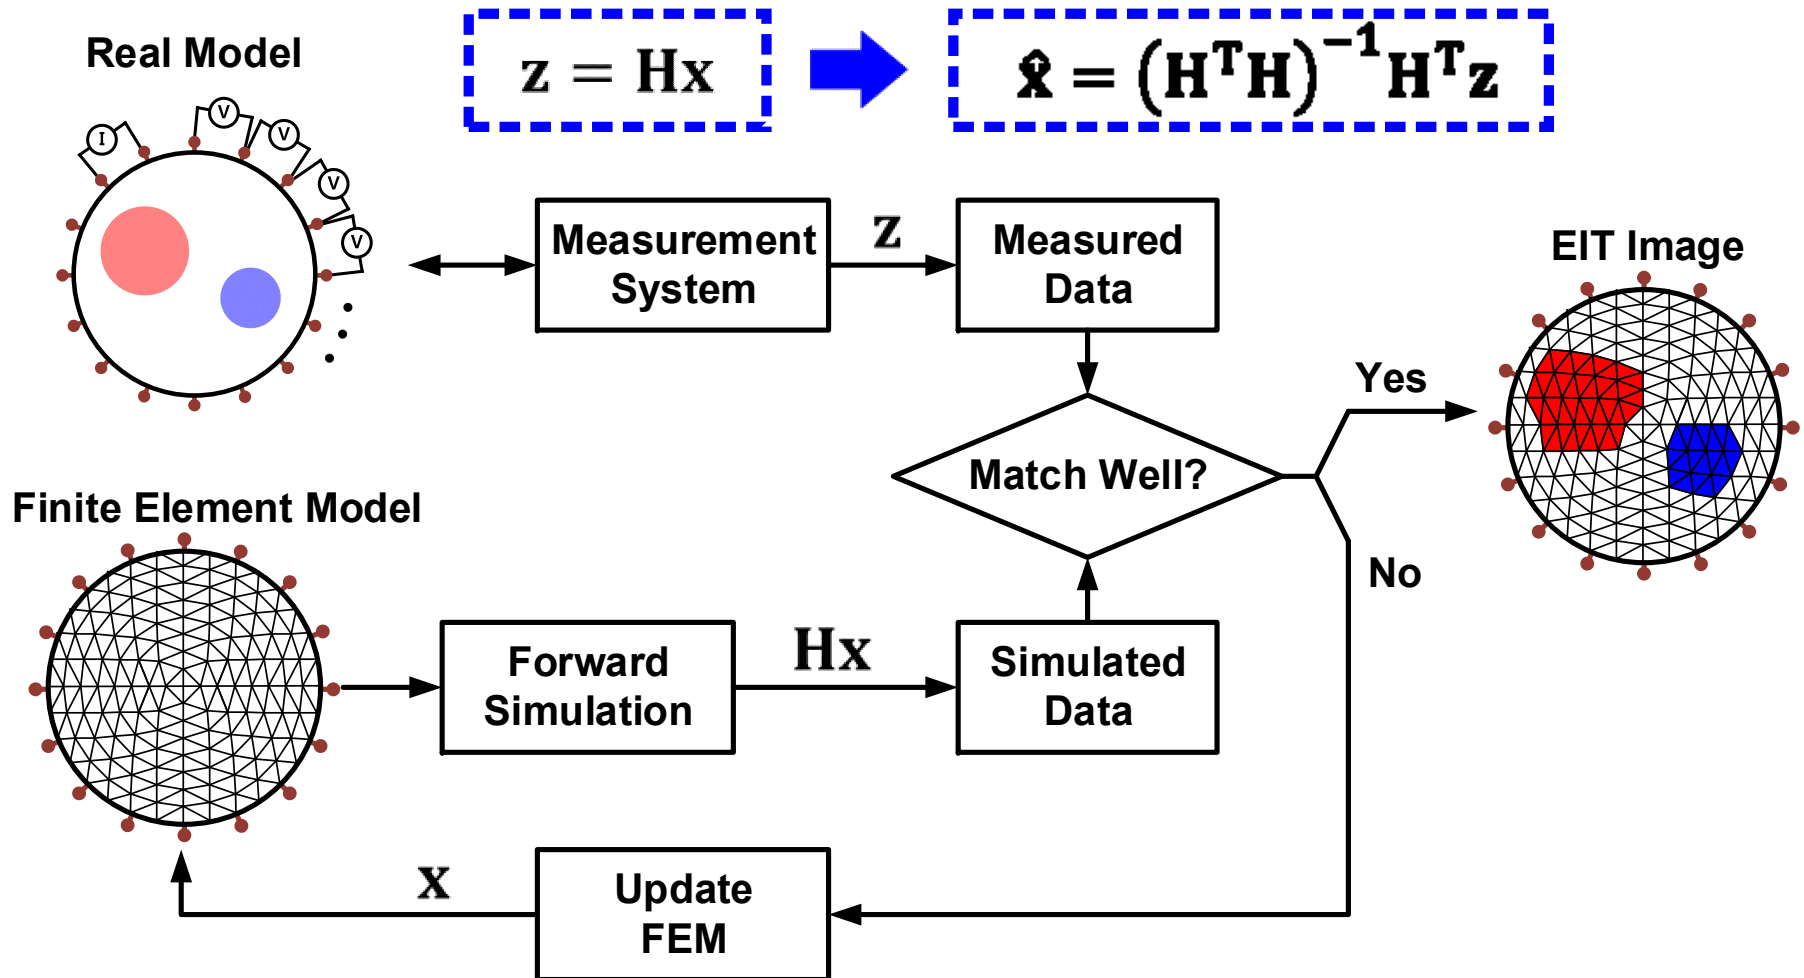 Real Model
z = Hx
x̂ = (HᵀH)⁻¹Hᵀz
I
V
V
V
V
Measurement
System
z
Measured
Data
EIT Image
Yes
Match Well?
No
Finite Element Model
Forward
Simulation
Hx
Simulated
Data
x
Update
FEM